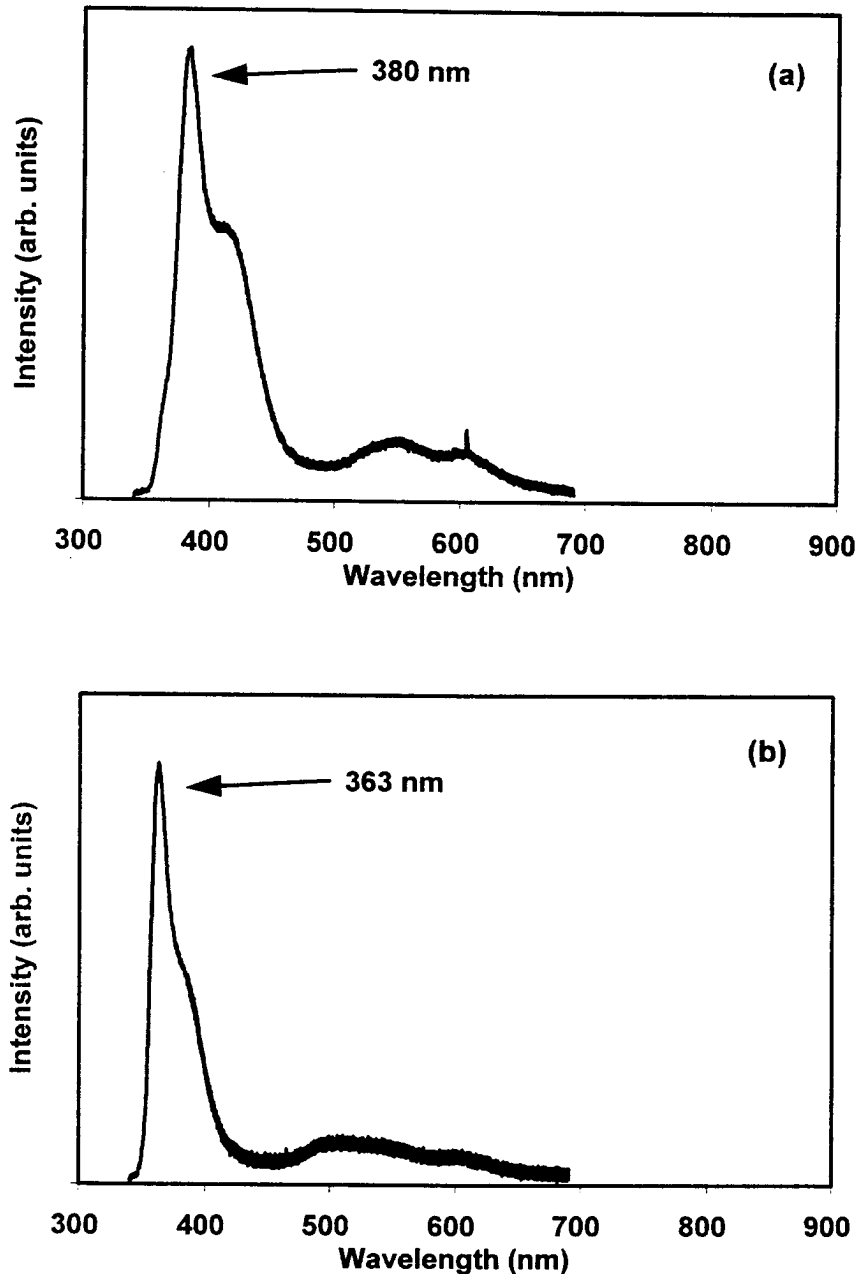 380 nm
(a)
Intensity (arb. units)
300 400 500 600 700 800 900
Wavelength (nm)
363 nm
(b)
Intensity (arb. units)
300 400 500 600 700 800 900
Wavelength (nm)